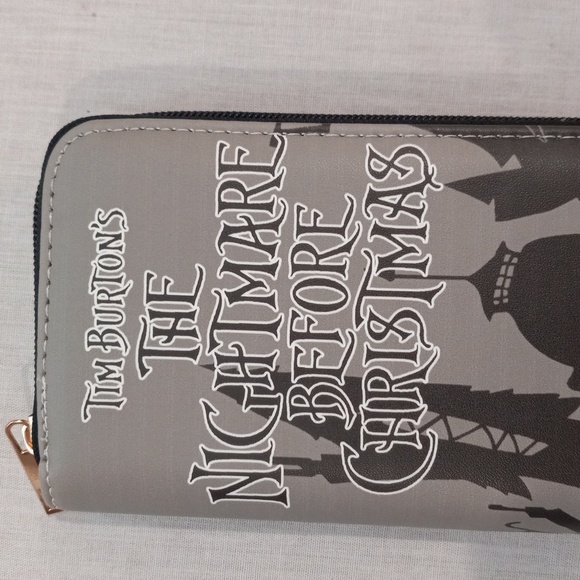 TIM BURTON'S
THE
NIGHTMARE
BEFORE
CHRISTMAS